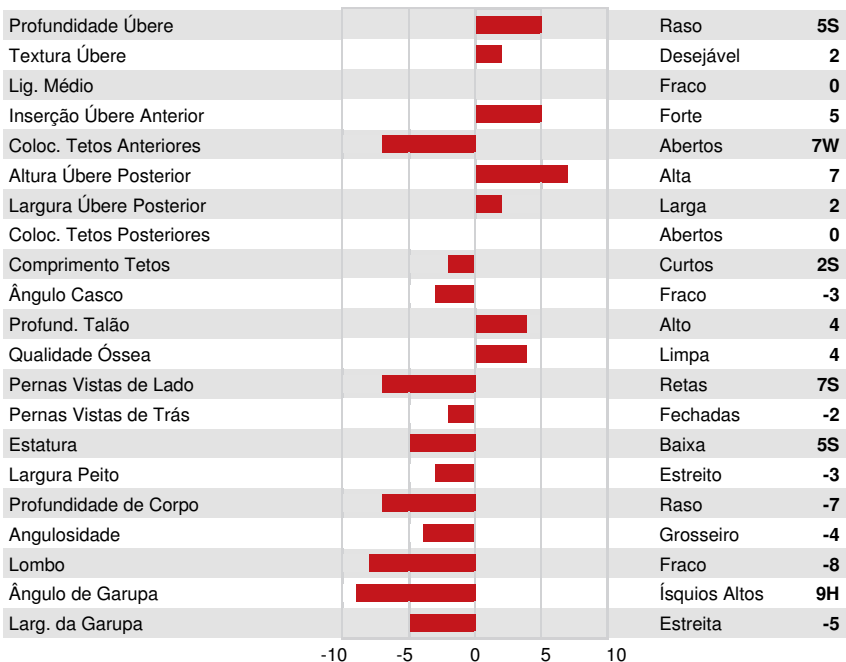 Profundidade Úbere Raso 5S
Textura Úbere Desejável 2
Lig. Médio Fraco 0
Inserção Úbere Anterior Forte 5
Coloc. Tetos Anteriores Abertos 7W
Altura Úbere Posterior Alta 7
Largura Úbere Posterior Larga 2
Coloc. Tetos Posteriores Abertos 0
Comprimento Tetos Curtos 2S
Ângulo Casco Fraco -3
Profund. Talão Alto 4
Qualidade Óssea Limpa 4
Pernas Vistas de Lado Retas 7S
Pernas Vistas de Trás Fechadas -2
Estatura Baixa 5S
Largura Peito Estreito -3
Profundidade de Corpo Raso -7
Angulosidade Grosseiro -4
Lombo Fraco -8
Ângulo de Garupa Ísquios Altos 9H
Larg. da Garupa Estreita -5
-10 -5 0 5 10